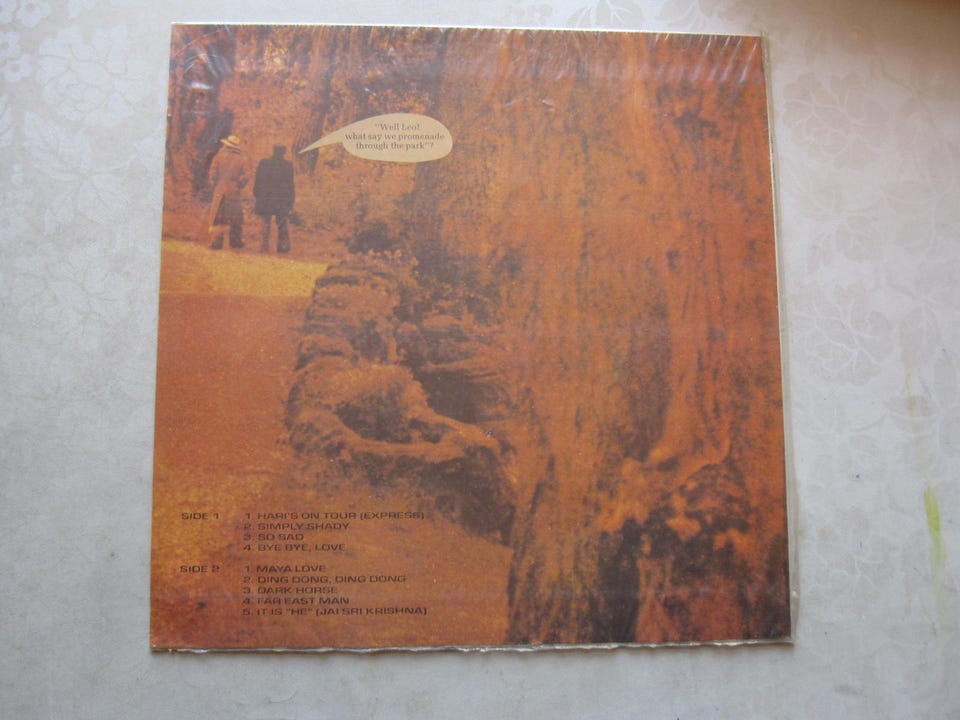 "Well Leo!
what say we promenade
through the park"?
SIDE 1 1. HARI'S ON TOUR (EXPRESS)
2. SIMPLY SHADY
3. SO SAD
4. BYE BYE, LOVE
SIDE 2 1. MAYA LOVE
2. DING DONG, DING DONG
3. DARK HORSE
4. FAR EAST MAN
5. IT IS "HE" (JAI SRI KRISHNA)